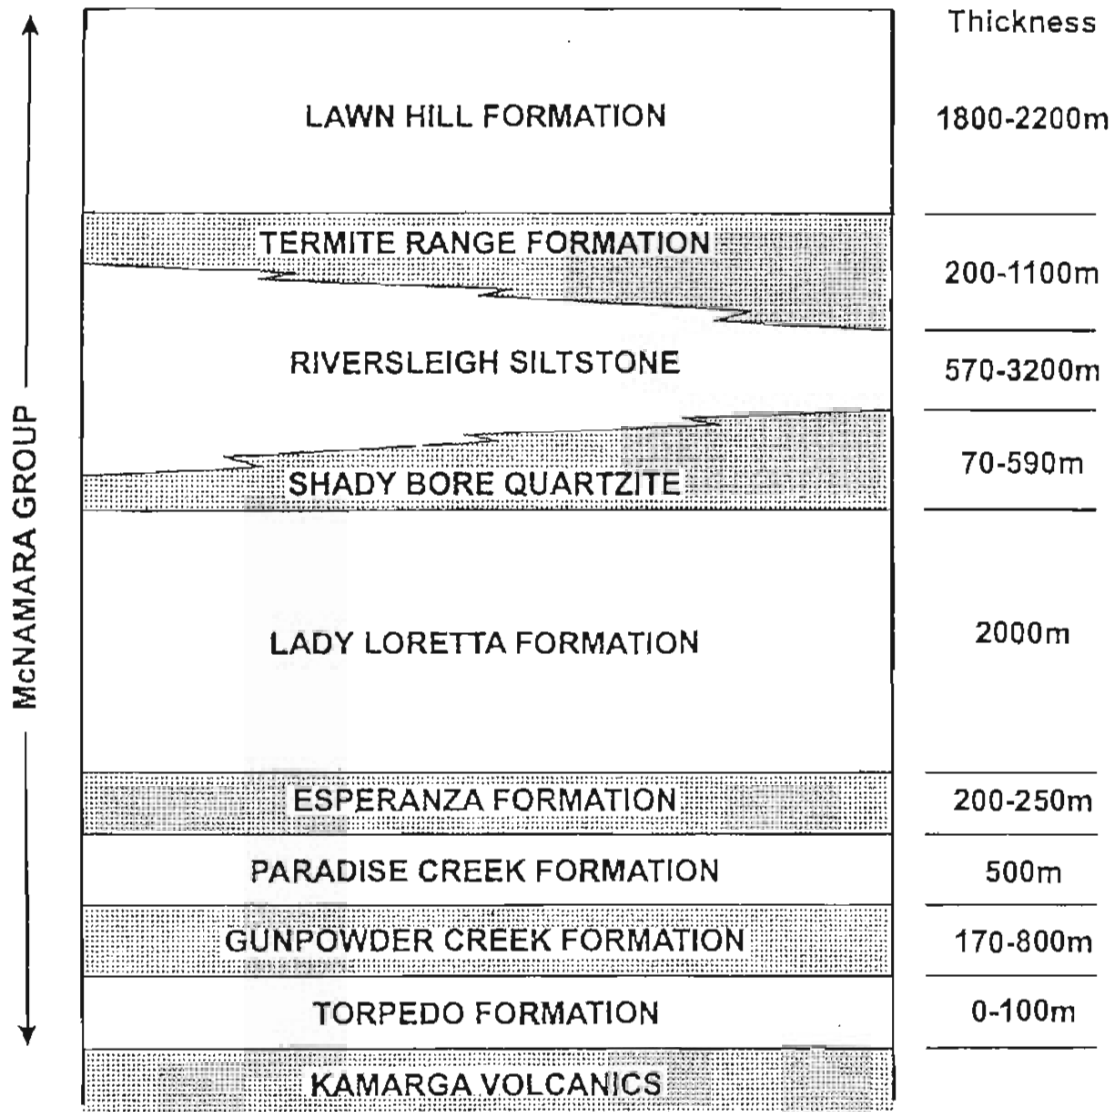 Thickness
LAWN HILL FORMATION
1800-2200m
TERMITE RANGE FORMATION
200-1100m
RIVERSLEIGH SILTSTONE
570-3200m
SHADY BORE QUARTZITE
70-590m
McNAMARA GROUP
LADY LORETTA FORMATION
2000m
ESPERANZA FORMATION
200-250m
PARADISE CREEK FORMATION
500m
GUNPOWDER CREEK FORMATION
170-800m
TORPEDO FORMATION
0-100m
KAMARGA VOLCANICS